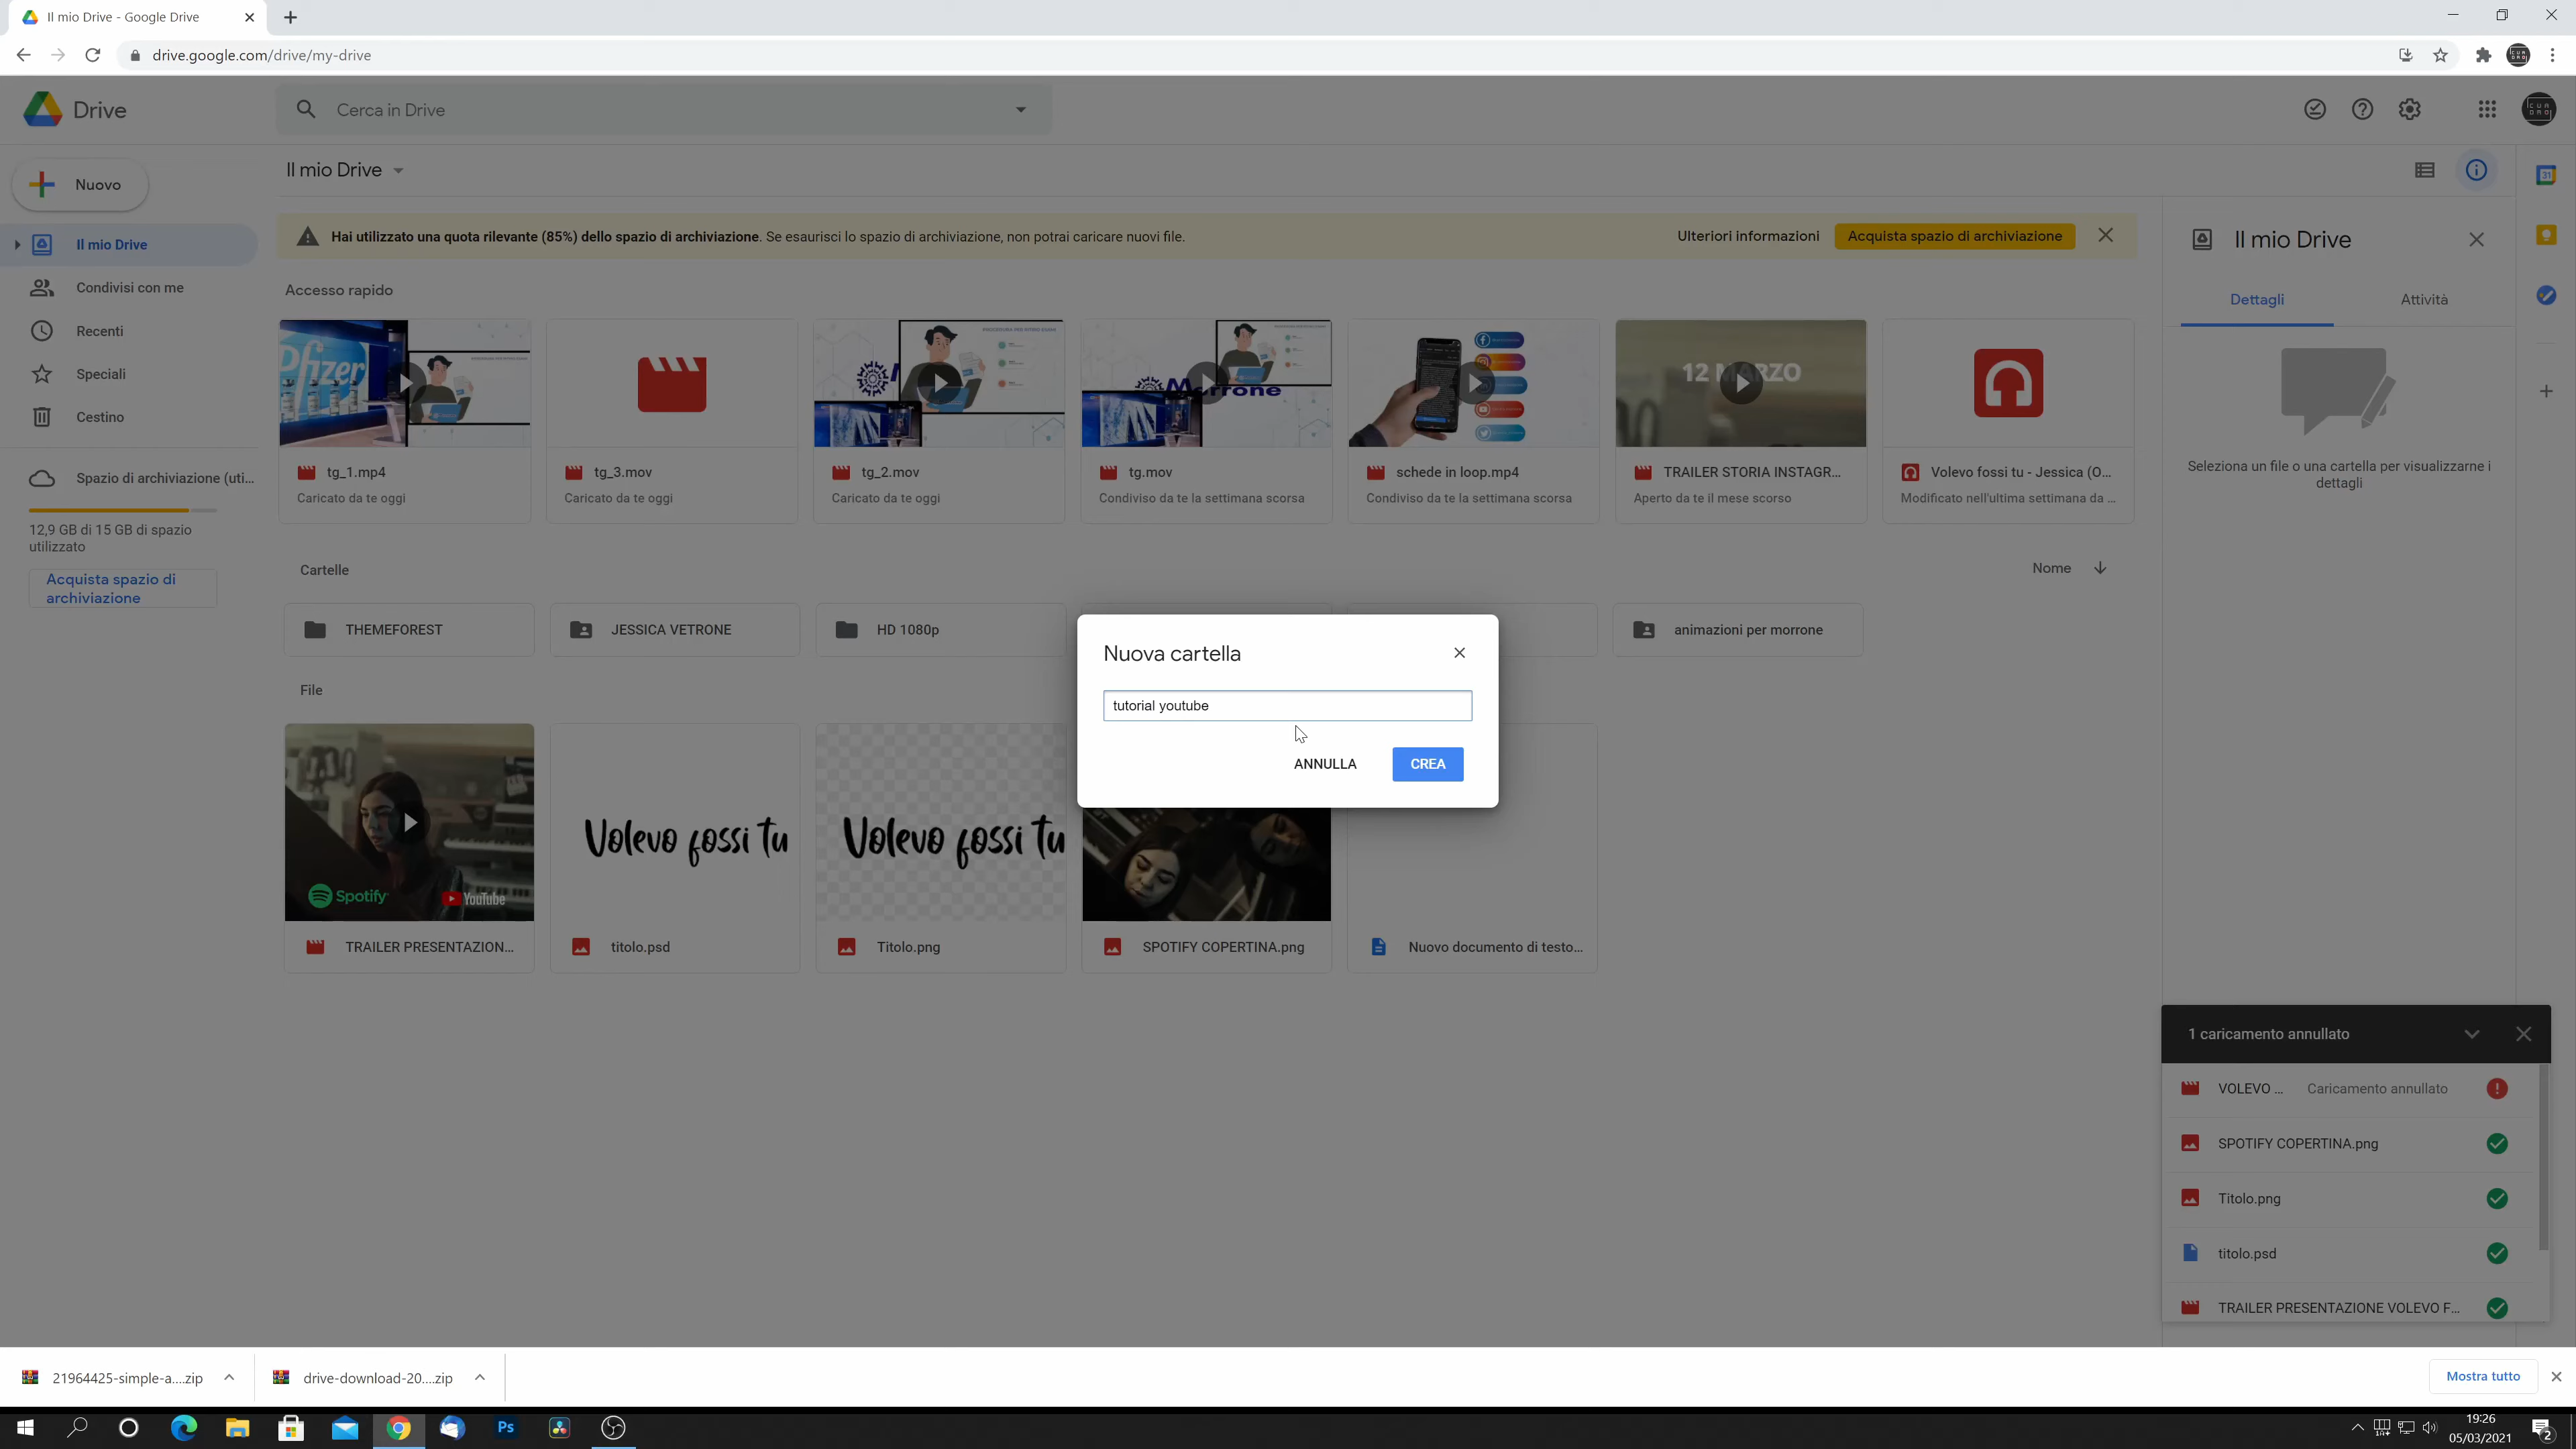 Il mio Drive - Google Drive
drive.google.com/drive/my-drive
Drive
Cerca in Drive
Nuovo
Il mio Drive
Il mio Drive
Condivisi con me
Recenti
Speciali
Cestino
Spazio di archiviazione (uti...
12,9 GB di 15 GB di spazio
utilizzato
Acquista spazio di
archiviazione
Hai utilizzato una quota rilevante (85%) dello spazio di archiviazione. Se esaurisci lo spazio di archiviazione, non potrai caricare nuovi file.
Ulteriori informazioni
Acquista spazio di archiviazione
Accesso rapido
Pfizer
12 MARZO
tg_1.mp4
Caricato da te oggi
tg_3.mov
Caricato da te oggi
tg_2.mov
Caricato da te oggi
tg.mov
Condiviso da te la settimana scorsa
schede in loop.mp4
Condiviso da te la settimana scorsa
TRAILER STORIA INSTAGR...
Aperto da te il mese scorso
Volevo fossi tu - Jessica (O...
Modificato nell'ultima settimana da ...
Cartelle
Nome
THEMEFOREST
JESSICA VETRONE
HD 1080p
animazioni per morrone
Nuova cartella
tutorial youtube
ANNULLA
CREA
File
Spotify
YouTube
Volevo fossi tu
Volevo fossi tu
TRAILER PRESENTAZION...
titolo.psd
Titolo.png
SPOTIFY COPERTINA.png
Nuovo documento di testo...
Il mio Drive
Dettagli
Attività
Seleziona un file o una cartella per visualizzarne i
dettagli
31
1 caricamento annullato
VOLEVO ...
Caricamento annullato
SPOTIFY COPERTINA.png
Titolo.png
titolo.psd
TRAILER PRESENTAZIONE VOLEVO F...
21964425-simple-a....zip
drive-download-20....zip
Mostra tutto
Ps
19:26
05/03/2021
2